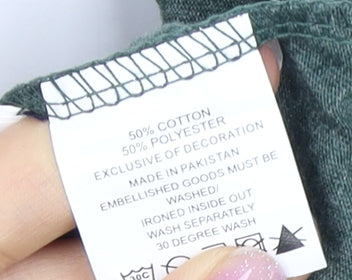 50% COTTON
50% POLYESTER
EXCLUSIVE OF DECORATION
MADE IN PAKISTAN
EMBELLISHED GOODS MUST BE
WASHED/
IRONED INSIDE OUT
WASH SEPARATELY
30 DEGREE WASH
30C